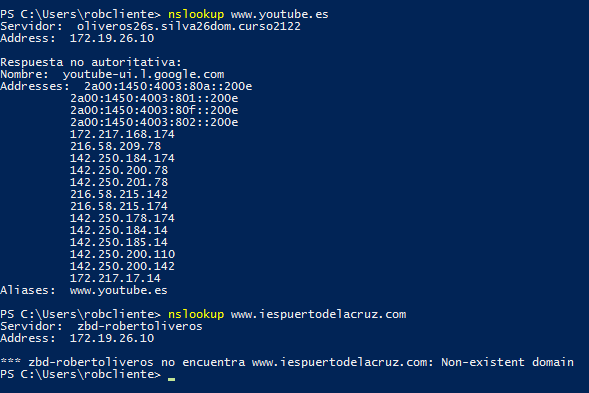 PS C:\Users\robcliente> nslookup www.youtube.es
Servidor:  oliveros26s.silva26dom.curso2122
Address:  172.19.26.10

Respuesta no autoritativa:
Nombre:  youtube-ui.l.google.com
Addresses:  2a00:1450:4003:80a::200e
          2a00:1450:4003:801::200e
          2a00:1450:4003:80f::200e
          2a00:1450:4003:802::200e
          172.217.168.174
          216.58.209.78
          142.250.184.174
          142.250.200.78
          142.250.201.78
          216.58.215.142
          216.58.215.174
          142.250.178.174
          142.250.184.14
          142.250.185.14
          142.250.200.110
          142.250.200.142
          172.217.17.14
Aliases:  www.youtube.es

PS C:\Users\robcliente> nslookup www.iespuertodelacruz.com
Servidor:  zbd-robertoliveros
Address:  172.19.26.10

*** zbd-robertoliveros no encuentra www.iespuertodelacruz.com: Non-existent domain
PS C:\Users\robcliente> _